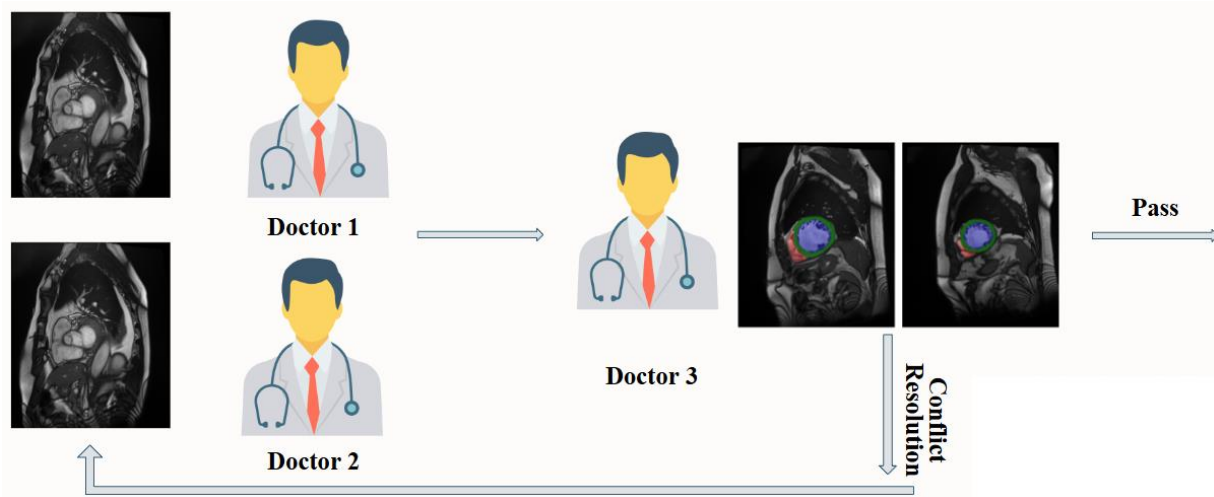 Doctor 1
Doctor 2
Doctor 3
Pass
Conflict
Resolution